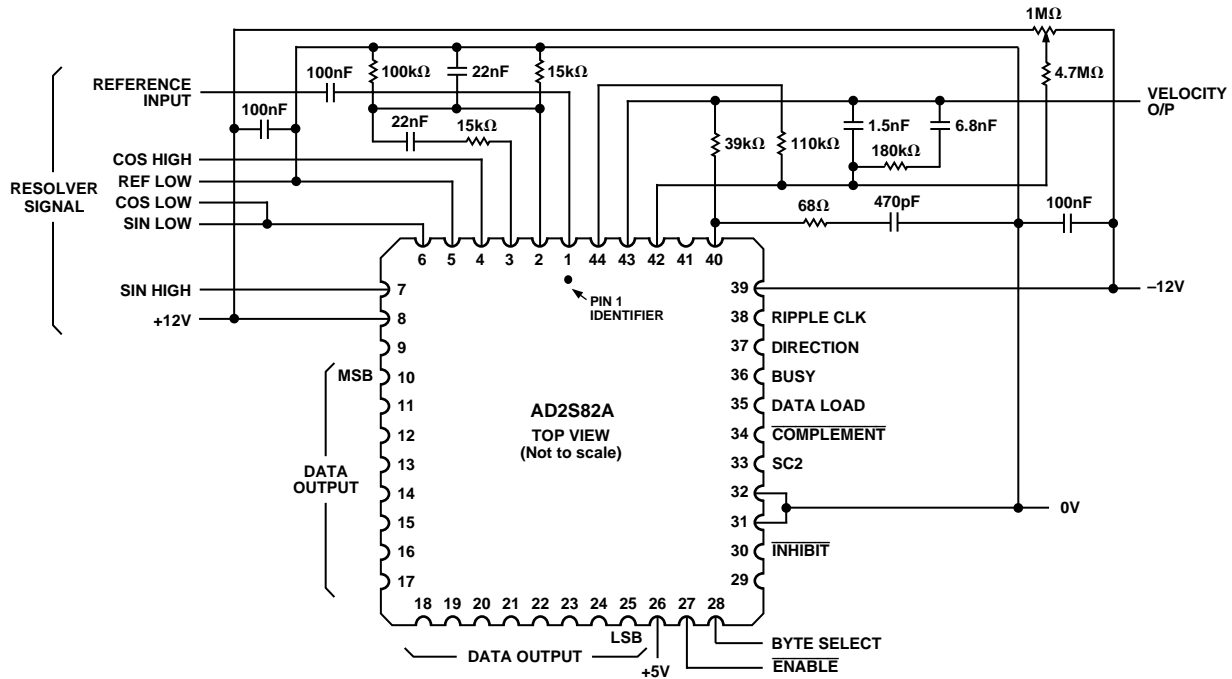 1MΩ
100nF
100kΩ
22nF
15kΩ
4.7MΩ
REFERENCE
INPUT
VELOCITY
O/P
100nF
22nF
15kΩ
39kΩ
110kΩ
1.5nF
6.8nF
180kΩ
COS HIGH
REF LOW
COS LOW
SIN LOW
RESOLVER
SIGNAL
68Ω
470pF
100nF
6 5 4 3 2 1 44 43 42 41 40
SIN HIGH
+12V
PIN 1
IDENTIFIER
7
8
9
MSB 10
11
12
13
14
15
16
17
DATA
OUTPUT
AD2S82A
TOP VIEW
(Not to scale)
39 –12V
38 RIPPLE CLK
37 DIRECTION
36 BUSY
35 DATA LOAD
34 COMPLEMENT
33 SC2
32
0V
31
30 INHIBIT
29
18 19 20 21 22 23 24 25 26 27 28
LSB
DATA OUTPUT
+5V
BYTE SELECT
ENABLE